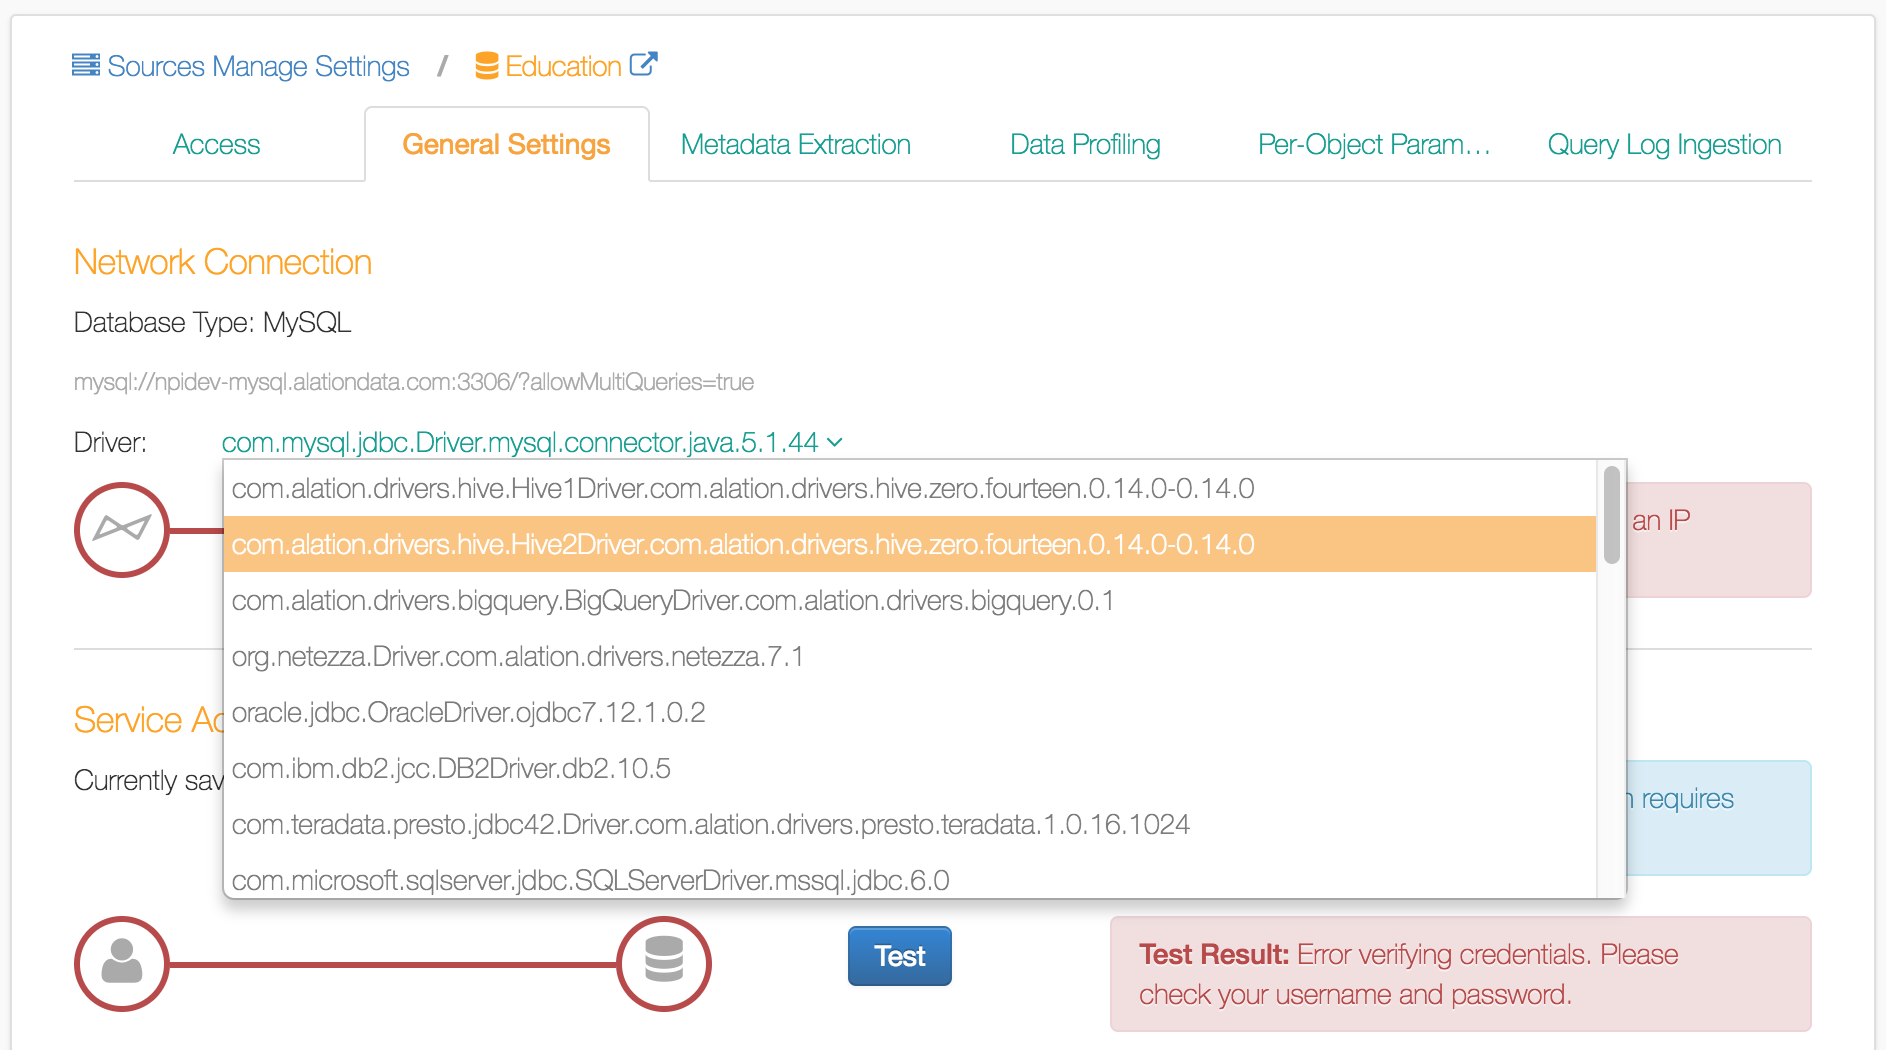 Sources Manage Settings / Education
Access General Settings Metadata Extraction Data Profiling Per-Object Param... Query Log Ingestion
Network Connection
Database Type: MySQL
mysql://npidev-mysql.alationdata.com:3306/?allowMultiQueries=true
Driver: com.mysql.jdbc.Driver.mysql.connector.java.5.1.44
com.alation.drivers.hive.Hive1Driver.com.alation.drivers.hive.zero.fourteen.0.14.0-0.14.0
an IP
com.alation.drivers.hive.Hive2Driver.com.alation.drivers.hive.zero.fourteen.0.14.0-0.14.0
com.alation.drivers.bigquery.BigQueryDriver.com.alation.drivers.bigquery.0.1
org.netezza.Driver.com.alation.drivers.netezza.7.1
Service
oracle.jdbc.OracleDriver.ojdbc7.12.1.0.2
Currently
com.ibm.db2.jcc.DB2Driver.db2.10.5
requires
com.teradata.presto.jdbc42.Driver.com.alation.drivers.presto.teradata.1.0.16.1024
com.microsoft.sqlserver.jdbc.SQLServerDriver.mssql.jdbc.6.0
Test
Test Result: Error verifying credentials. Please
check your username and password.